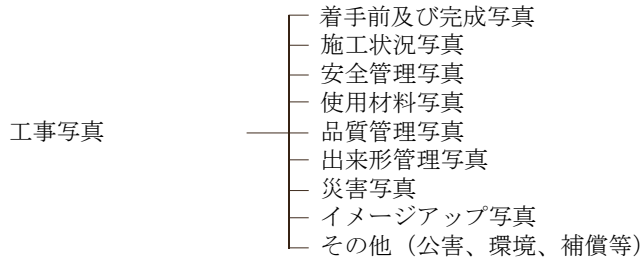 着手前及び完成写真
施工状況写真
安全管理写真
使用材料写真
工事写真
品質管理写真
出来形管理写真
災害写真
イメージアップ写真
その他（公害、環境、補償等）